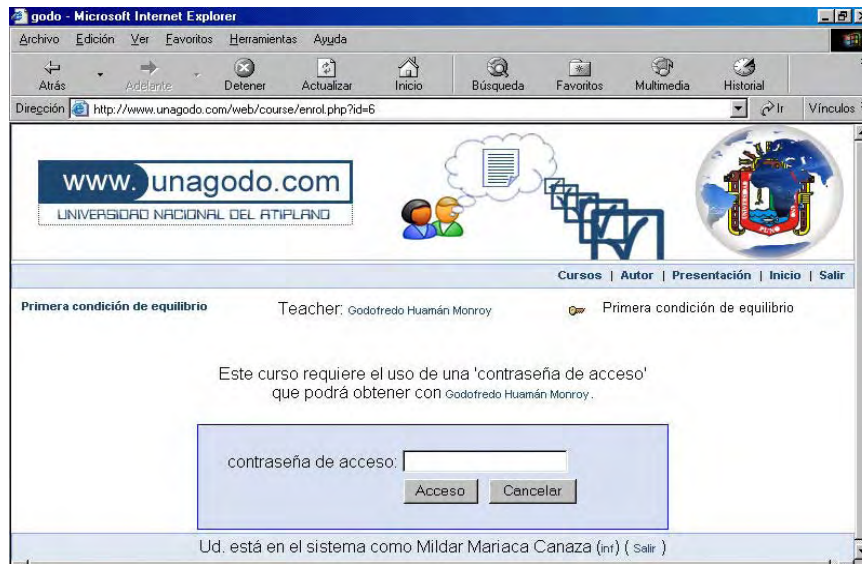 godo - Microsoft Internet Explorer
Archivo Edición Ver Favoritos Herramientas Ayuda
Atrás Adelante Detener Actualizar Inicio Búsqueda Favoritos Multimedia Historial
Dirección http://www.unagodo.com/web/course/enrol.php?id=6 Ir Vínculos
www.unagodo.com
UNIVERSIDAD NACIONAL DEL ATIPLANO
UNIVERSIDAD
PUNO
Cursos | Autor | Presentación | Inicio | Salir
Primera condición de equilibrio Teacher: Godofredo Huamán Monroy Primera condición de equilibrio
Este curso requiere el uso de una 'contraseña de acceso'
que podrá obtener con Godofredo Huamán Monroy.
contraseña de acceso:
Acceso Cancelar
Ud. está en el sistema como Mildar Mariaca Canaza (inf) ( Salir )